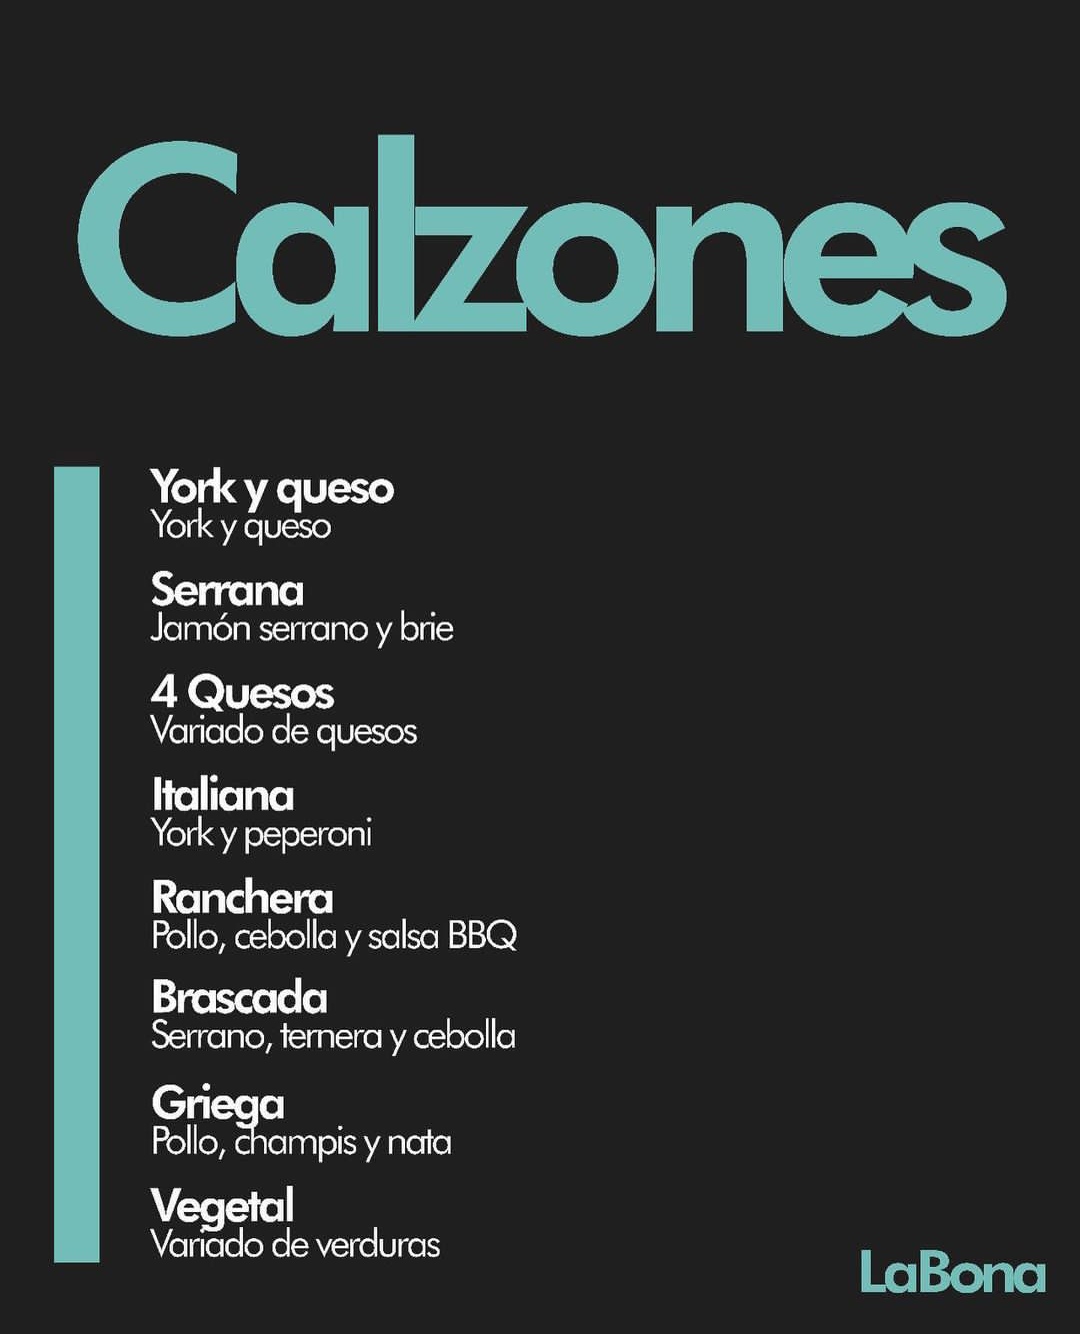 Calzones
York y queso
York y queso
Serrana
Jamón serrano y brie
4 Quesos
Variado de quesos
Italiana
York y peperoni
Ranchera
Pollo, cebolla y salsa BBQ
Brascada
Serrano, ternera y cebolla
Griega
Pollo, champis y nata
Vegetal
Variado de verduras
LaBona